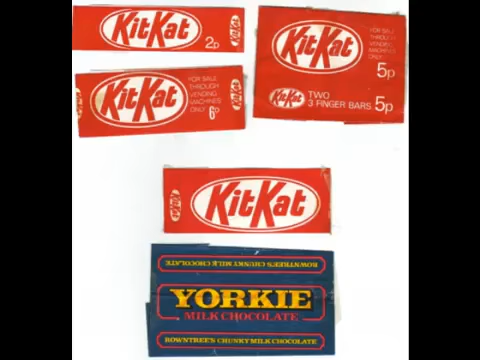 KitKat
2p
KitKat
KitKat
FOR SALE
THROUGH
VENDING
MACHINES
ONLY
6p
KitKat
KitKat
FOR SALE
THROUGH
VENDING
MACHINES
ONLY
5p
KitKat
TWO
3 FINGER BARS
5p
KitKat
KitKat
ROWNTREE'S CHUNKY MILK CHOCOLATE
YORKIE
MILK CHOCOLATE
ROWNTREE'S CHUNKY MILK CHOCOLATE